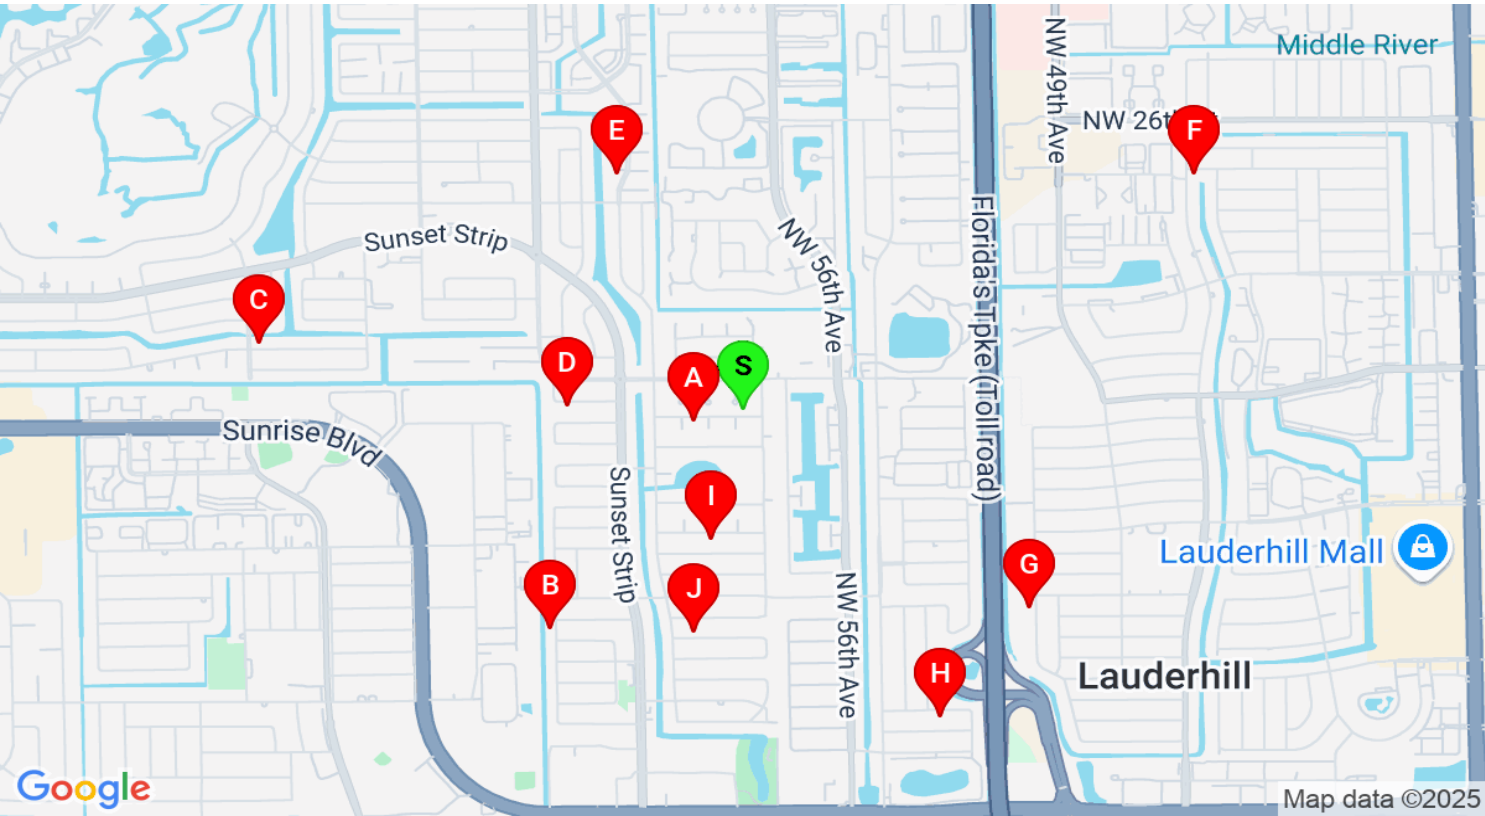 Middle River
NW 49th Ave
NW 26t
E
F
Sunset Strip
NW 56th Ave
Florida's Tpke (Toll road)
C
D
A
S
Sunrise Blvd
I
Sunset Strip
Lauderhill Mall
B
J
G
NW 56th Ave
H
Lauderhill
Google
Map data ©2025